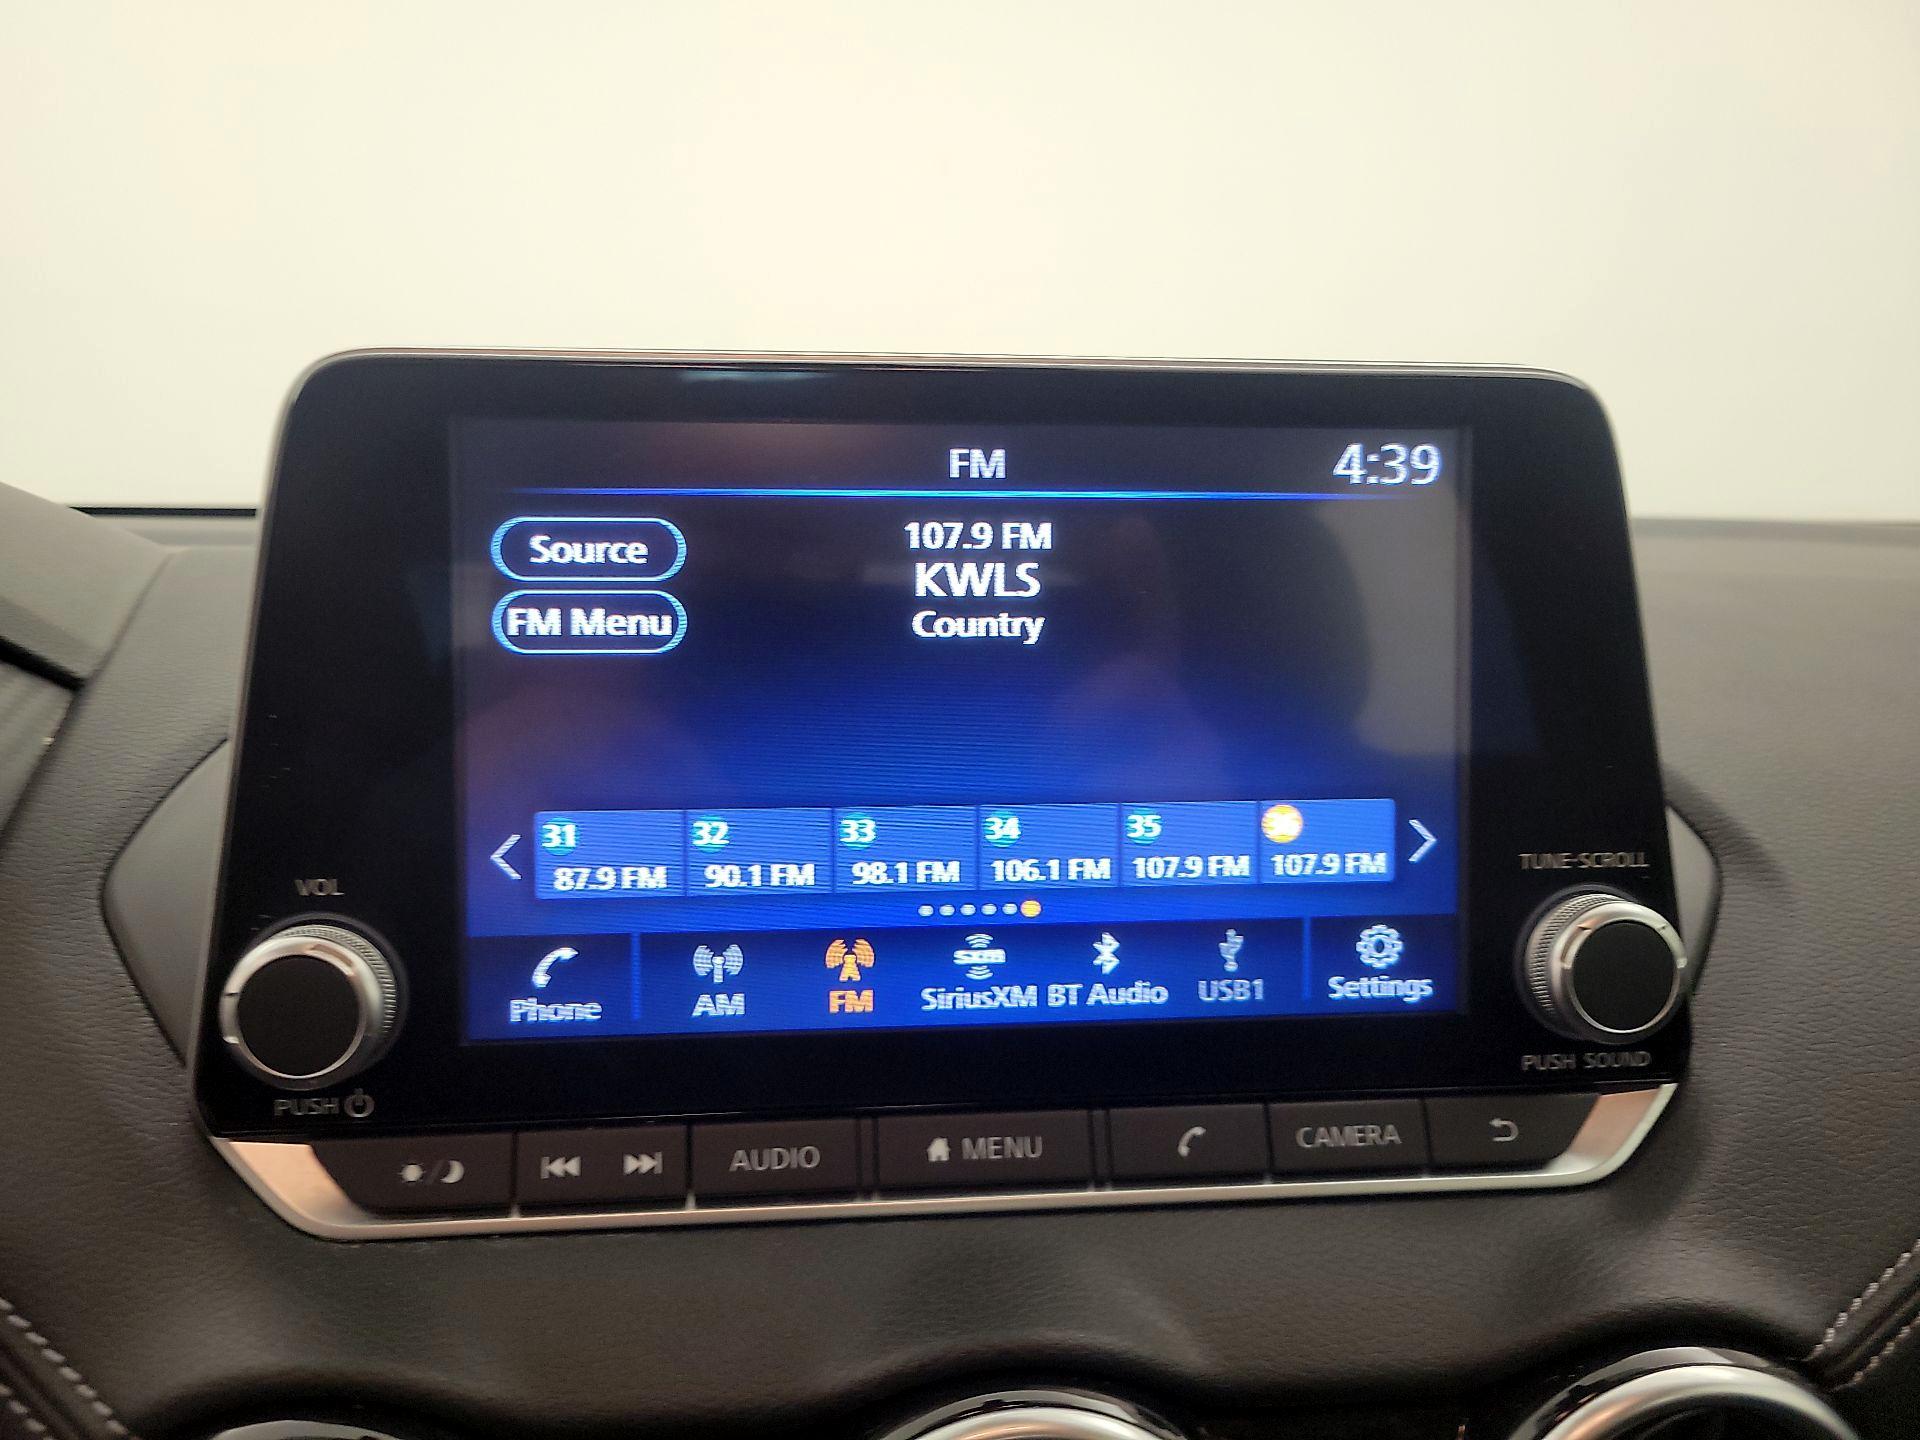 FM
4:39
Source
FM Menu
107.9 FM
KWLS
Country
31
87.9 FM
32
90.1 FM
33
98.1 FM
34
106.1 FM
35
107.9 FM
36
107.9 FM
Phone
AM
FM
sxm
SiriusXM
BT Audio
USB1
Settings
VOL
PUSH
TUNE·SCROLL
PUSH SOUND
AUDIO
MENU
CAMERA